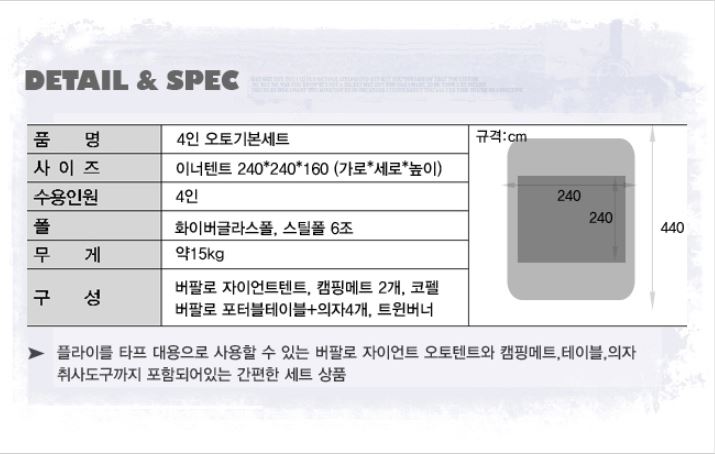 DETAIL & SPEC
품 명 4인 오토기본세트
사 이 즈 이너텐트 240*240*160 (가로*세로*높이)
수용인원 4인
폴 화이버글라스폴, 스틸폴 6조
무 게 약15kg
구 성 버팔로 자이언트텐트, 캠핑메트 2개, 코펠
버팔로 포터블테이블+의자4개, 트윈버너
규격:cm
240
240
440
➤ 플라이를 타프 대용으로 사용할 수 있는 버팔로 자이언트 오토텐트와 캠핑메트,테이블,의자
취사도구까지 포함되어있는 간편한 세트 상품